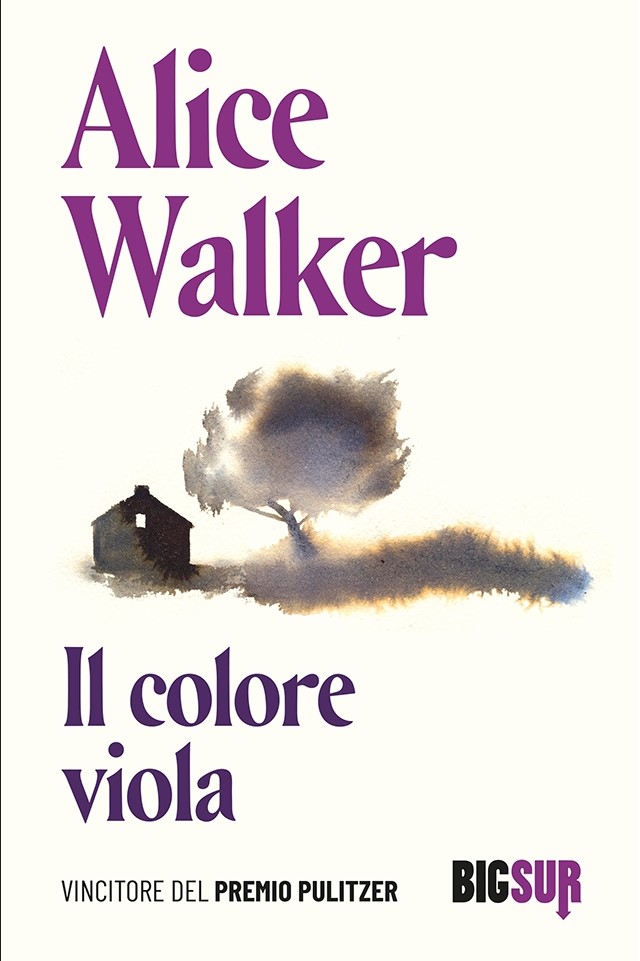 Alice
Walker
Il colore
viola
VINCITORE DEL PREMIO PULITZER
BIGSUR